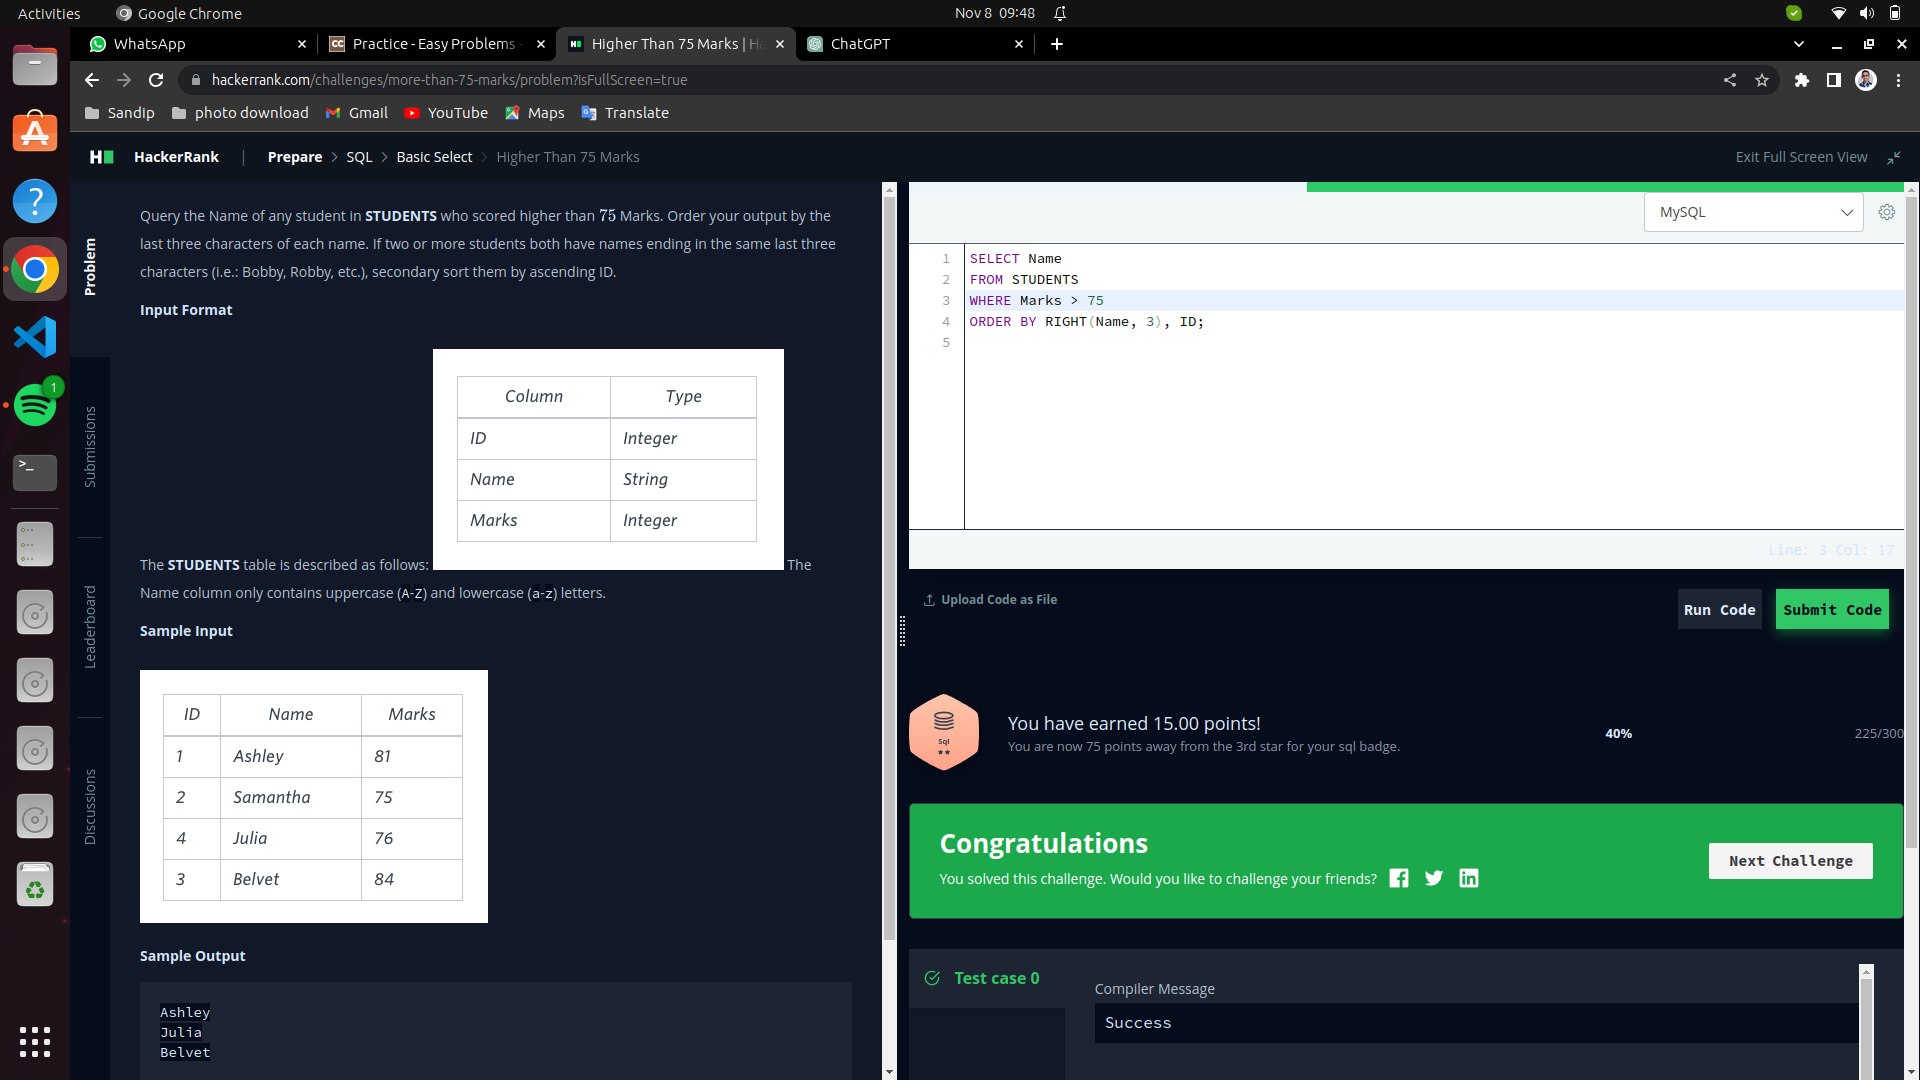 Activities
Google Chrome
Nov 8 09:48
WhatsApp
Practice - Easy Problems
Higher Than 75 Marks | Ha
ChatGPT
hackerrank.com/challenges/more-than-75-marks/problem?isFullScreen=true
Sandip
photo download
Gmail
YouTube
Maps
Translate
HackerRank
Prepare > SQL > Basic Select > Higher Than 75 Marks
Exit Full Screen View
Problem
Submissions
Leaderboard
Discussions
Query the Name of any student in STUDENTS who scored higher than 75 Marks. Order your output by the
last three characters of each name. If two or more students both have names ending in the same last three
characters (i.e.: Bobby, Robby, etc.), secondary sort them by ascending ID.
Input Format
Column Type
ID Integer
Name String
Marks Integer
The STUDENTS table is described as follows: The
Name column only contains uppercase (A-Z) and lowercase (a-z) letters.
Sample Input
ID Name Marks
1 Ashley 81
2 Samantha 75
4 Julia 76
3 Belvet 84
Sample Output
Ashley
Julia
Belvet
MySQL
1 SELECT Name
2 FROM STUDENTS
3 WHERE Marks > 75
4 ORDER BY RIGHT(Name, 3), ID;
5
Line: 3 Col: 17
Upload Code as File
Run Code
Submit Code
Sql
You have earned 15.00 points!
You are now 75 points away from the 3rd star for your sql badge.
40%
225/300
Congratulations
You solved this challenge. Would you like to challenge your friends?
Next Challenge
Test case 0
Compiler Message
Success
1